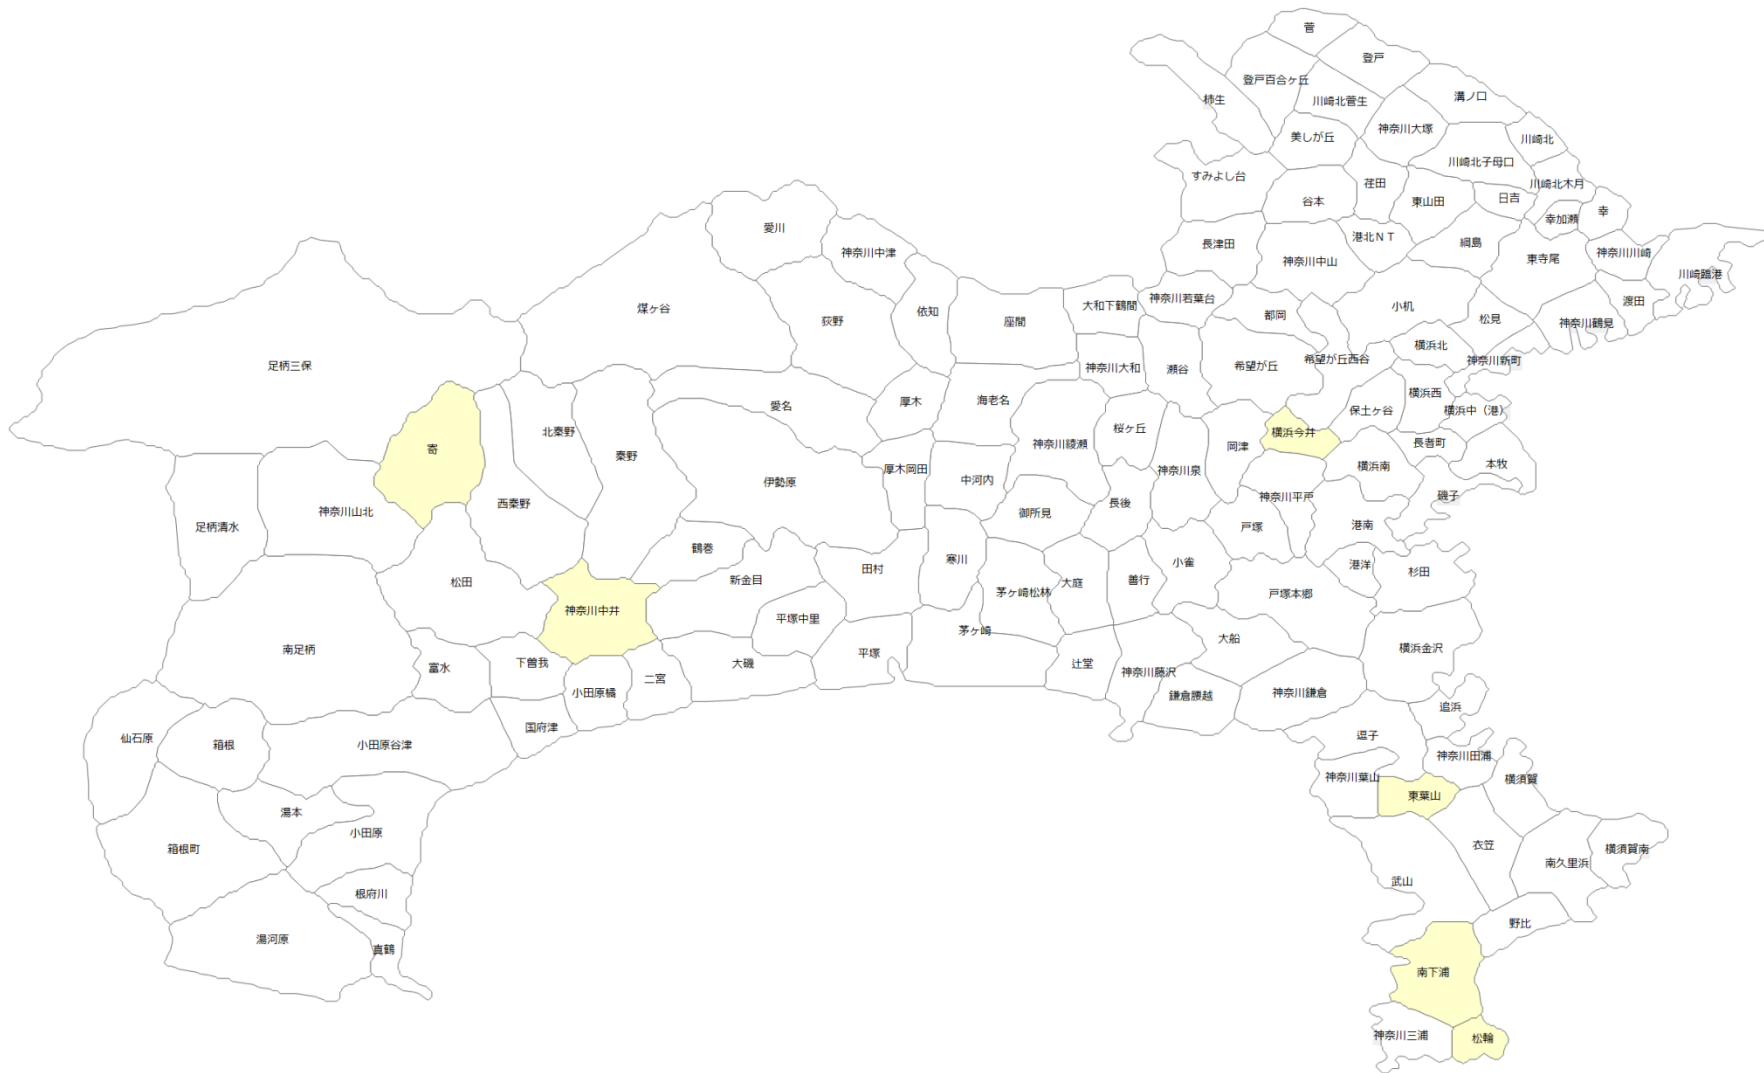 菅
登戸
登戸百合ヶ丘
柿生
川崎北菅生
溝ノ口
神奈川大塚
美しが丘
川崎北
川崎北子母口
すみよし台
荏田
川崎北木月
谷本
東山田
日吉
幸
幸加瀬
愛川
長津田
港北NT
綱島
神奈川中津
神奈川中山
東寺尾
神奈川川崎
川崎臨港
神奈川若葉台
煤ヶ谷
荻野
依知
座間
大和下鶴間
都岡
小机
松見
神奈川鶴見
渡田
足柄三保
神奈川大和
瀬谷
希望が丘
希望が丘西谷
横浜北
神奈川新町
愛名
厚木
海老名
保土ヶ谷
横浜西
横浜中(港)
寄
北秦野
秦野
神奈川綾瀬
桜ヶ丘
岡津
横浜今井
長者町
厚木岡田
中河内
神奈川泉
横浜南
本牧
伊勢原
西秦野
神奈川山北
足柄清水
御所見
長後
神奈川平戸
磯子
戸塚
港南
鶴巻
新金目
田村
寒川
小雀
港洋
杉田
松田
神奈川中井
平塚中里
茅ヶ崎松林
大庭
善行
戸塚本郷
茅ヶ崎
大船
横浜金沢
南足柄
富水
下曽我
小田原橘
二宮
大磯
平塚
辻堂
神奈川藤沢
鎌倉腰越
神奈川鎌倉
追浜
国府津
仙石原
箱根
小田原谷津
逗子
神奈川田浦
神奈川葉山
東葉山
横須賀
湯本
小田原
箱根町
衣笠
南久里浜
横須賀南
武山
根府川
野比
湯河原
真鶴
南下浦
神奈川三浦
松輪